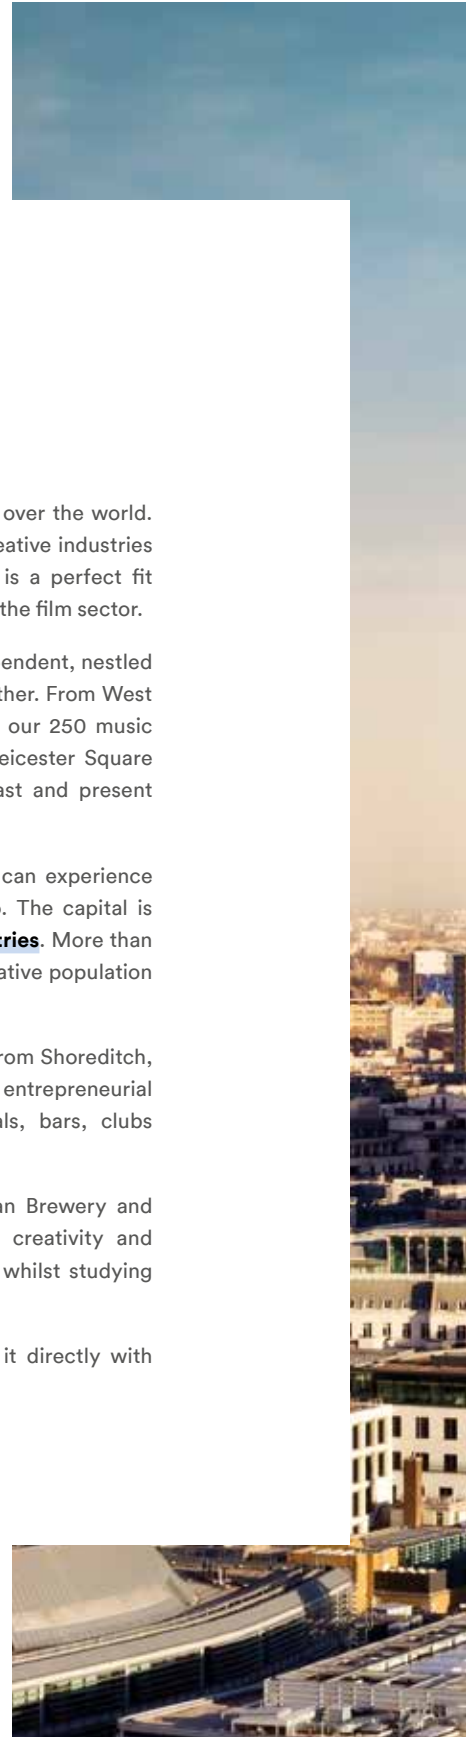 over the world.
eative industries
is a perfect fit
the film sector.
endent, nestled
ther. From West
our 250 music
eicester Square
ast and present
can experience
. The capital is
tries. More than
ative population
rom Shoreditch,
entrepreneurial
ls, bars, clubs
an Brewery and
creativity and
whilst studying
it directly with